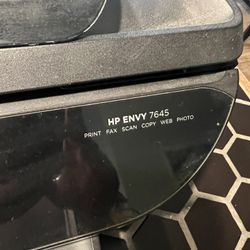 HP ENVY 7645
PRINT FAX SCAN COPY WEB PHOTO